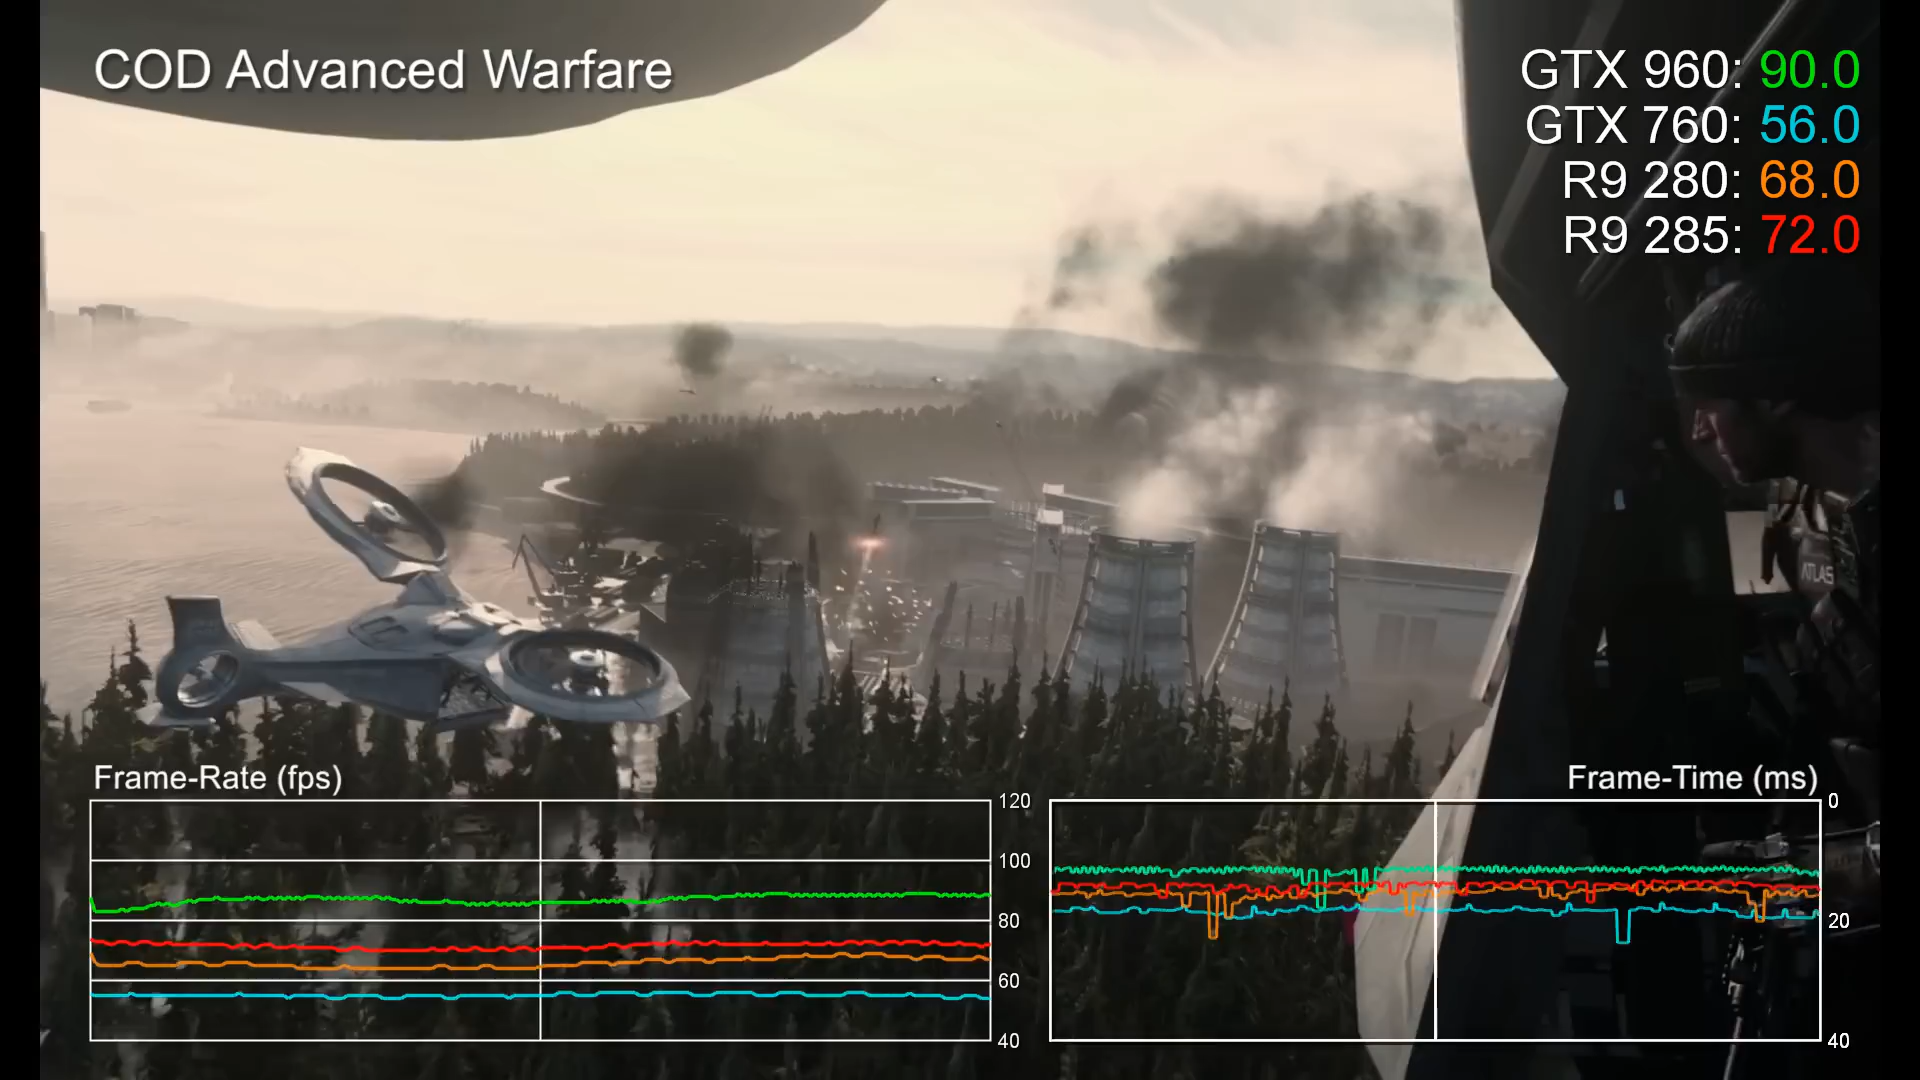 COD Advanced Warfare
GTX 960: 90.0
GTX 760: 56.0
R9 280: 68.0
R9 285: 72.0
ATLAS
Frame-Rate (fps)
120
100
80
60
40
Frame-Time (ms)
0
20
40